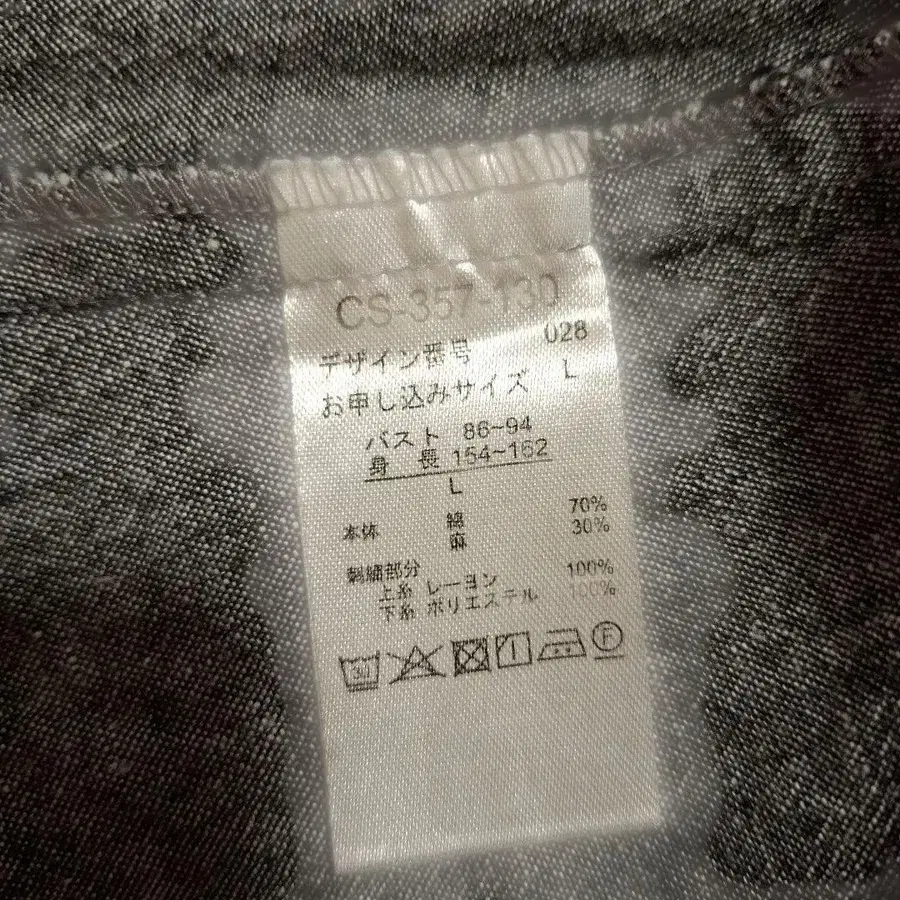 CS-357-130
デザイン番号 028
お申し込みサイズ L
バスト 86~94
身 長 154~162
L
本体 綿 70%
麻 30%
刺繍部分
上糸 レーヨン 100%
下糸 ポリエステル 100%
30
F